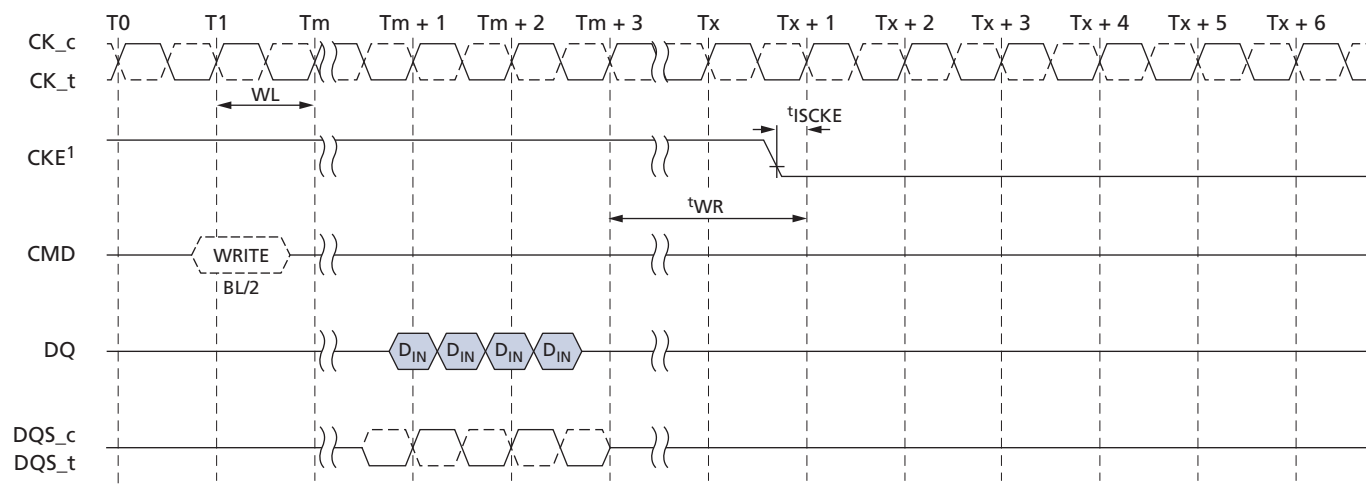 T0 T1 Tm Tm + 1 Tm + 2 Tm + 3 Tx Tx + 1 Tx + 2 Tx + 3 Tx + 4 Tx + 5 Tx + 6
CK_c
CK_t
WL
tISCKE
CKE1
tWR
CMD WRITE
BL/2
DQ DIN DIN DIN DIN
DQS_c
DQS_t